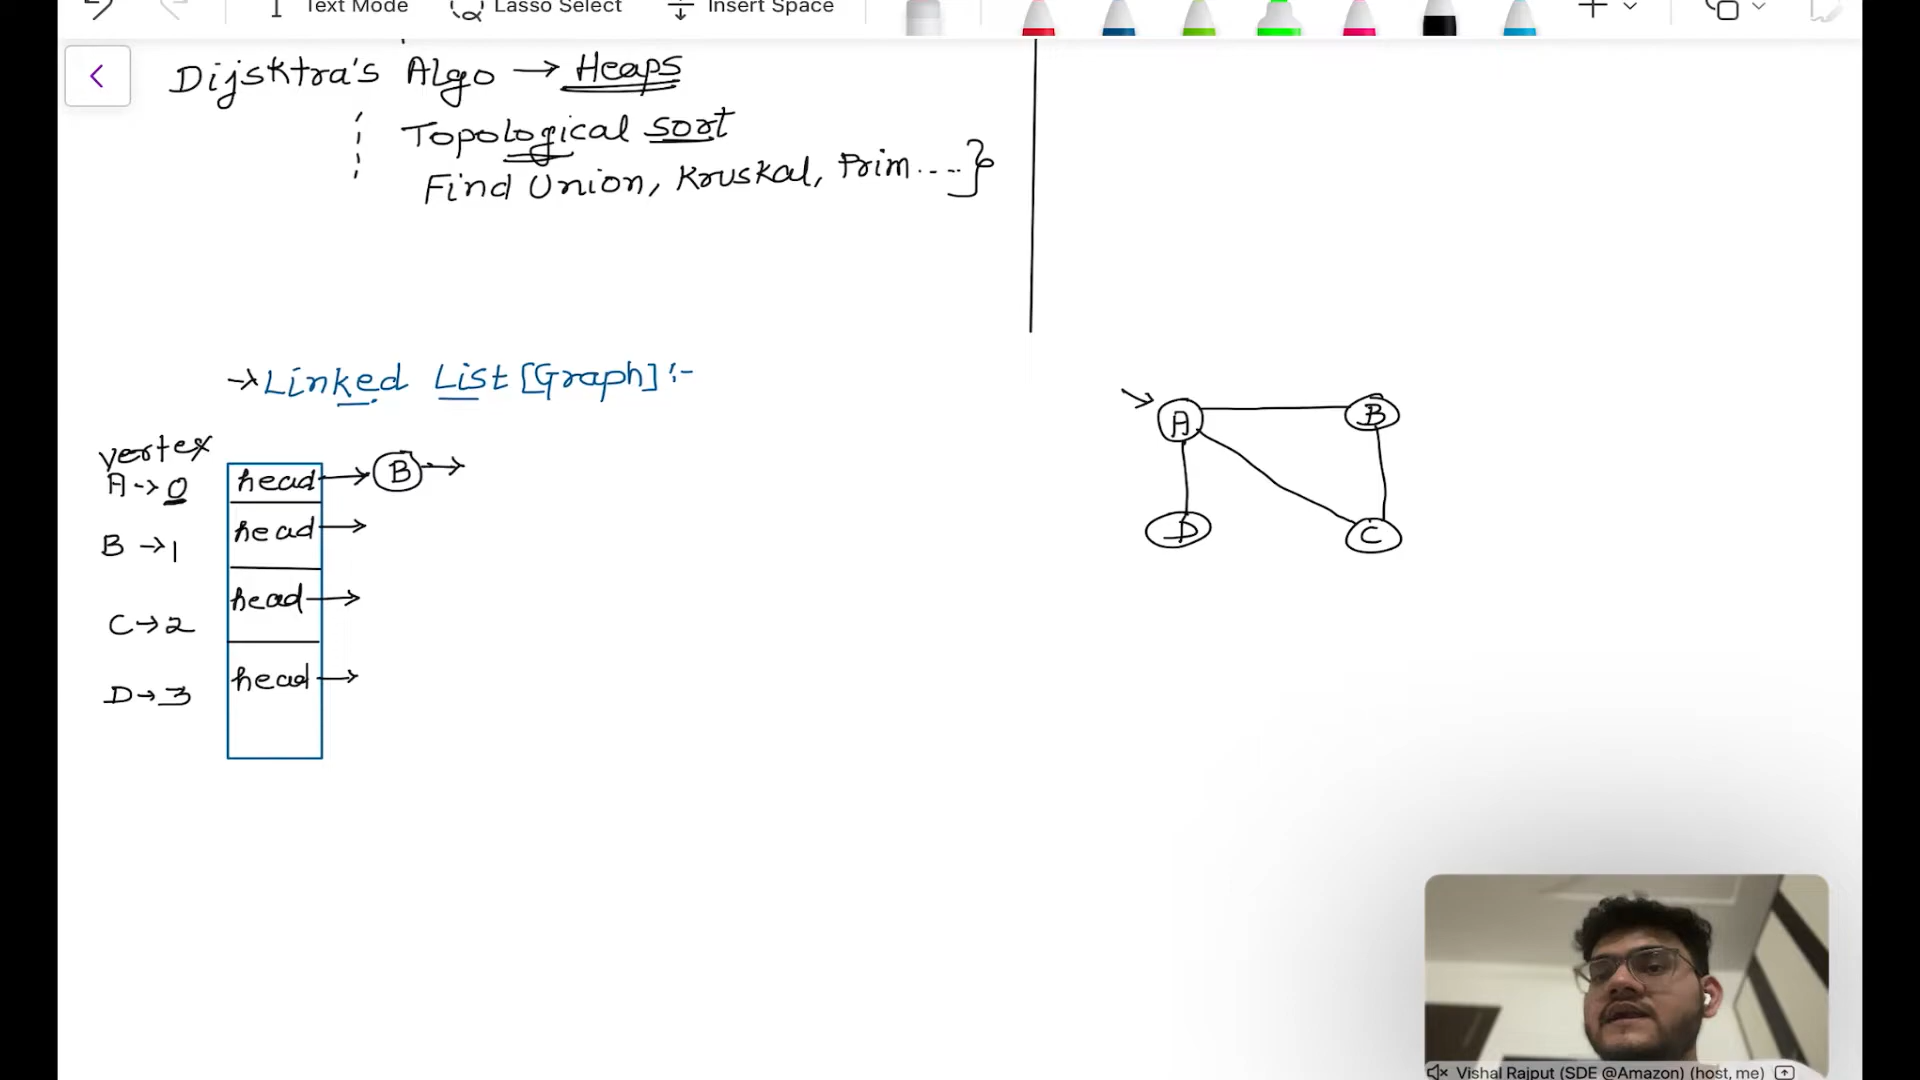 Text Mode
Lasso Select
Insert Space
Dijsktra's Algo → Heaps
Topological sort
Find Union, Kruskal, Prim....}
→ Linked List [Graph] :-
vertex
A → 0
head → B →
B → 1
head →
C → 2
head →
D → 3
head →
A
B
D
C
Vishal Rajput (SDE @Amazon) (host, me)